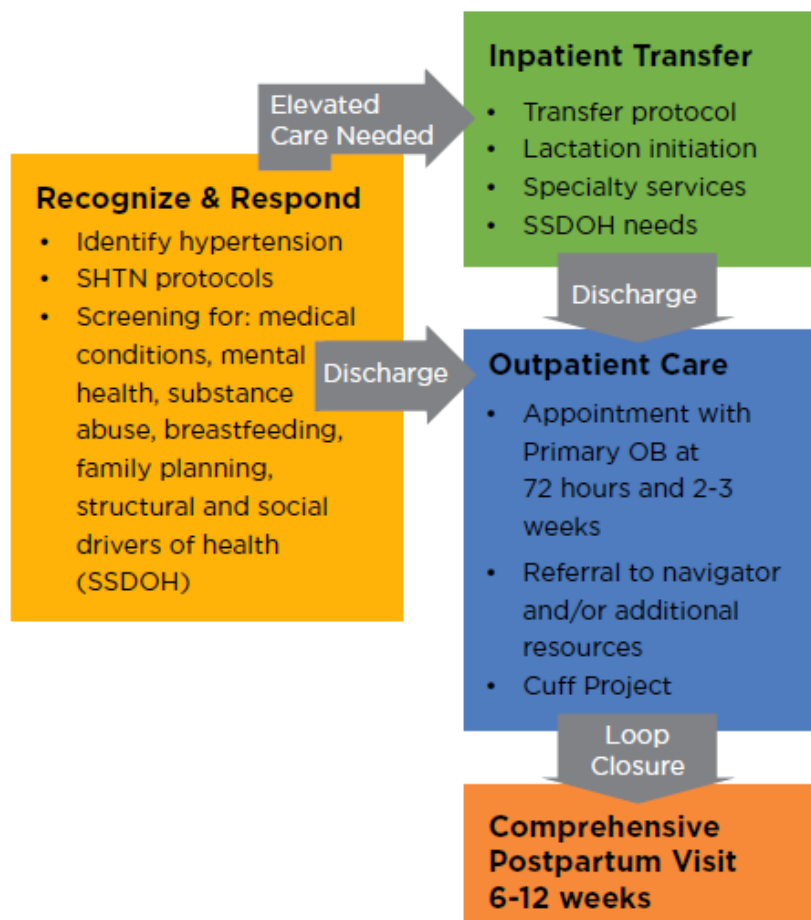 Recognize & Respond
• Identify hypertension
• SHTN protocols
• Screening for: medical
conditions, mental
health, substance
abuse, breastfeeding,
family planning,
structural and social
drivers of health
(SSDOH)
Elevated
Care Needed
Inpatient Transfer
• Transfer protocol
• Lactation initiation
• Specialty services
• SSDOH needs
Discharge
Discharge
Outpatient Care
• Appointment with
Primary OB at
72 hours and 2-3
weeks
• Referral to navigator
and/or additional
resources
• Cuff Project
Loop
Closure
Comprehensive
Postpartum Visit
6-12 weeks